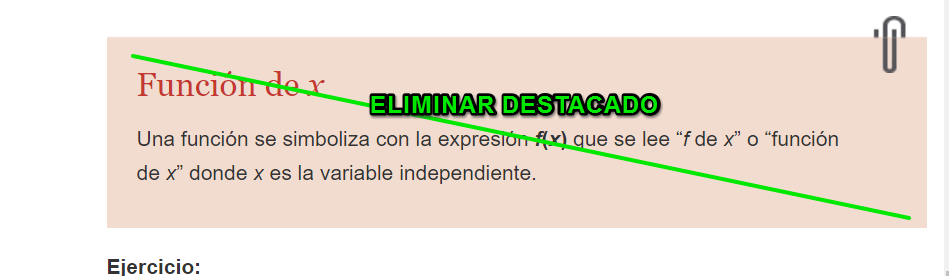 Función de x
ELIMINAR DESTACADO
Una función se simboliza con la expresión f(x) que se lee “f de x” o “función
de x” donde x es la variable independiente.
Ejercicio: